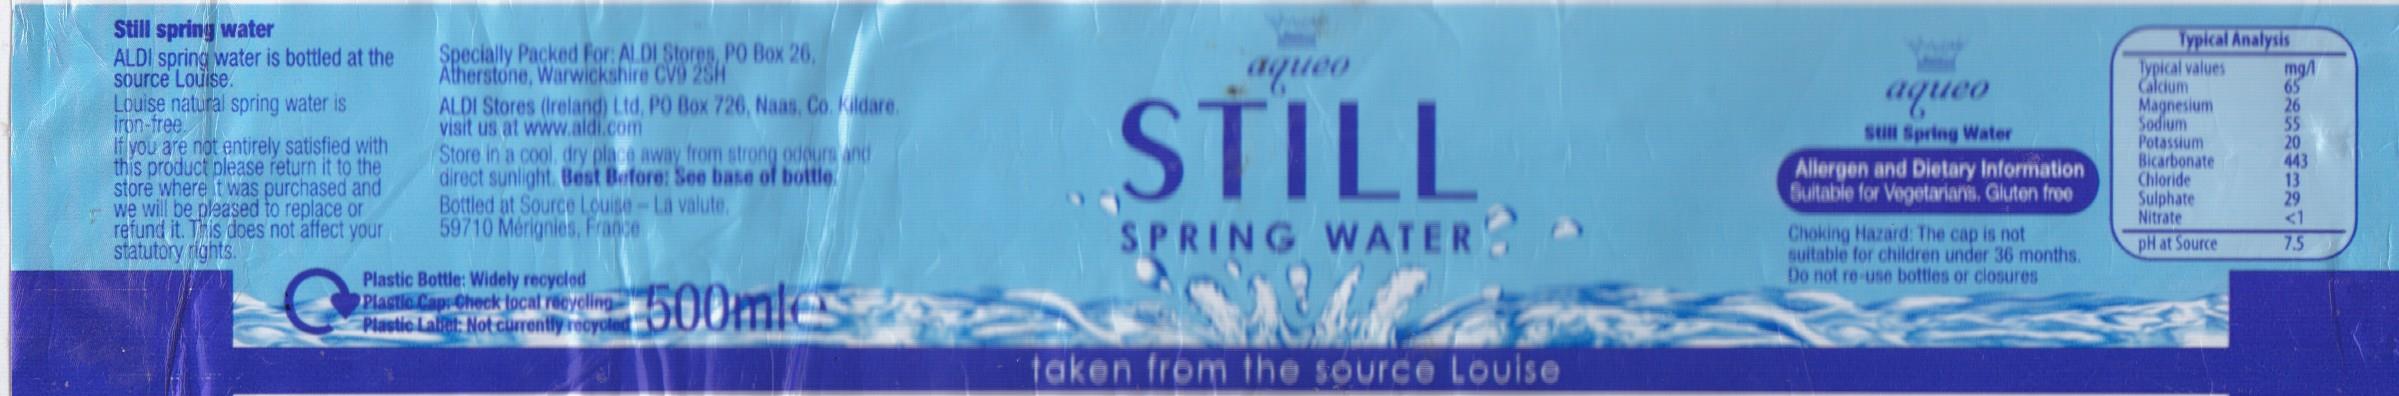 Still spring water
ALDI spring water is bottled at the
source Louise.
Louise natural spring water is
iron-free.
If you are not entirely satisfied with
this product please return it to the
store where it was purchased and
we will be pleased to replace or
refund it. This does not affect your
statutory rights.
Specially Packed For: ALDI Stores, PO Box 26,
Atherstone, Warwickshire CV9 2SH
ALDI Stores (Ireland) Ltd, PO Box 726, Naas, Co. Kildare.
visit us at www.aldi.com
Store in a cool, dry place away from strong odours and
direct sunlight. Best Before: See base of bottle.
Bottled at Source Louise – La valute,
59710 Mérignies, France
Plastic Bottle: Widely recycled
Plastic Cap: Check local recycling
Plastic Label: Not currently recycled
500ml℮
aqueo
STILL
SPRING WATER
taken from the source Louise
aqueo
Still Spring Water
Allergen and Dietary Information
Suitable for Vegetarians. Gluten free
Choking Hazard: The cap is not
suitable for children under 36 months.
Do not re-use bottles or closures
Typical Analysis
Typical values mg/l
Calcium 65
Magnesium 26
Sodium 55
Potassium 20
Bicarbonate 443
Chloride 13
Sulphate 29
Nitrate <1
pH at Source 7.5